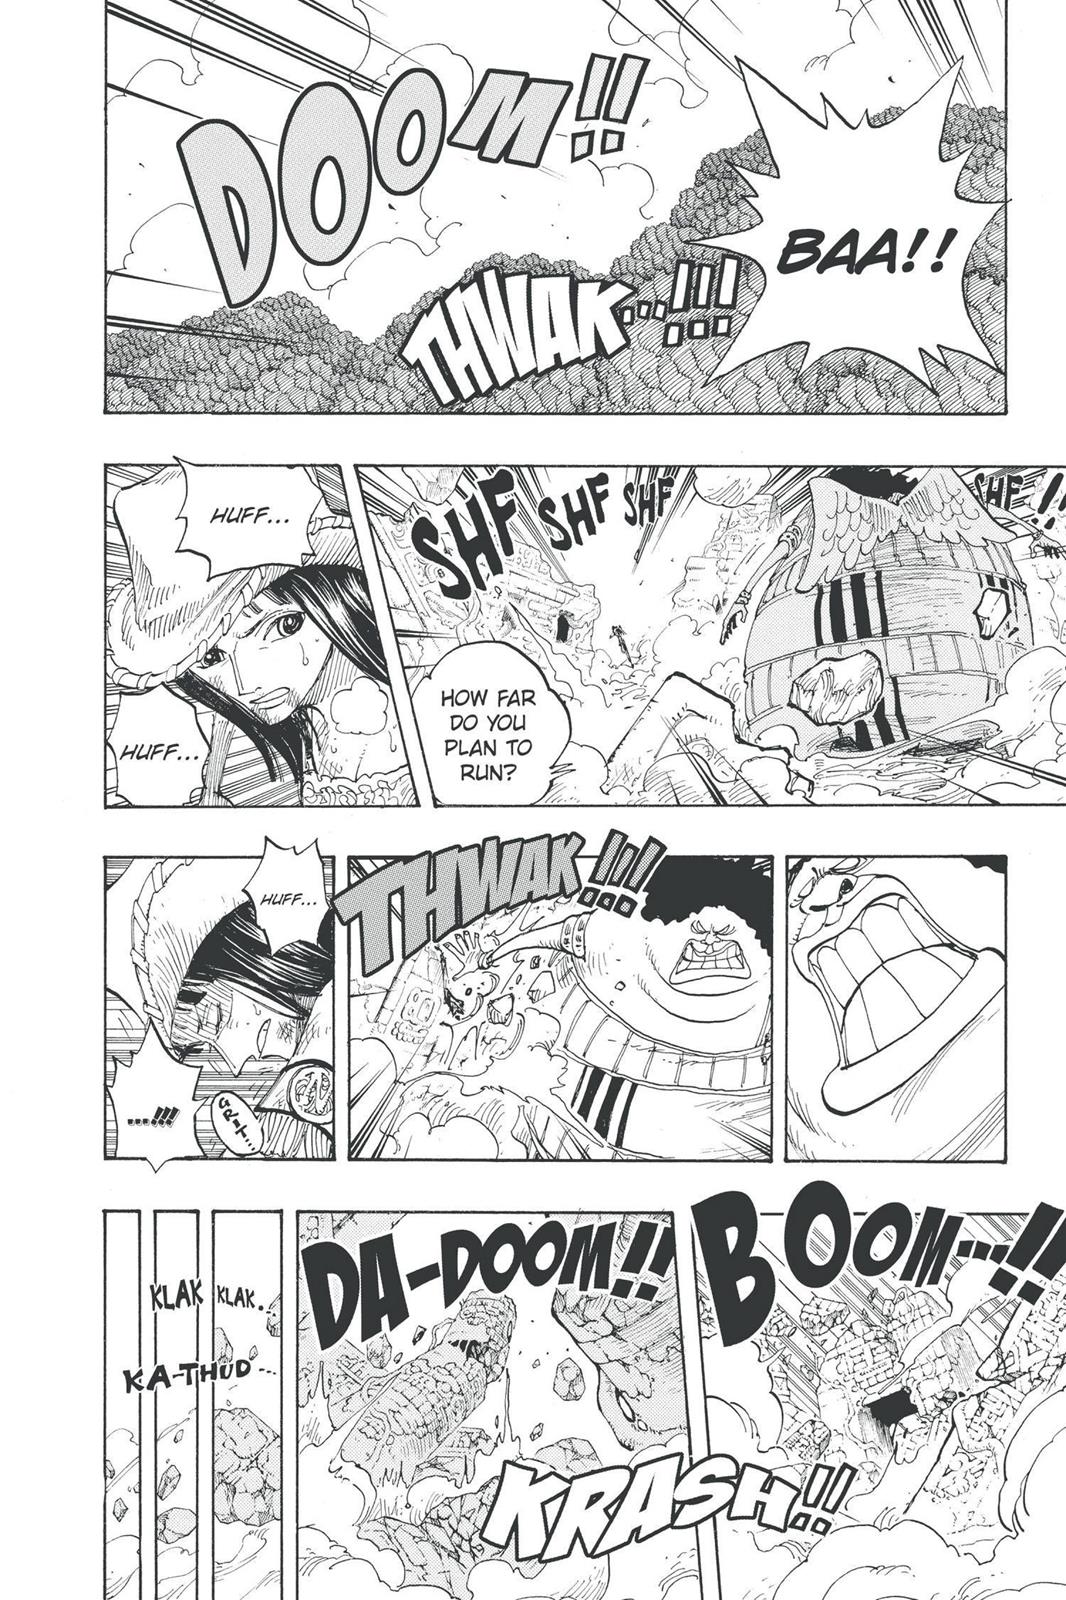 DOOM!!
BAA!!
THWAK...!!!
HUFF...
HUFF...
SHF
SHF
SHF
SHF...!!
HOW FAR
DO YOU
PLAN TO
RUN?
HUFF...
....!!!
GRIT...
THWAK!!!
KLAK
KLAK...
KA-THUD...
DA-DOOM!!
KRASH!!
BOOM...!!